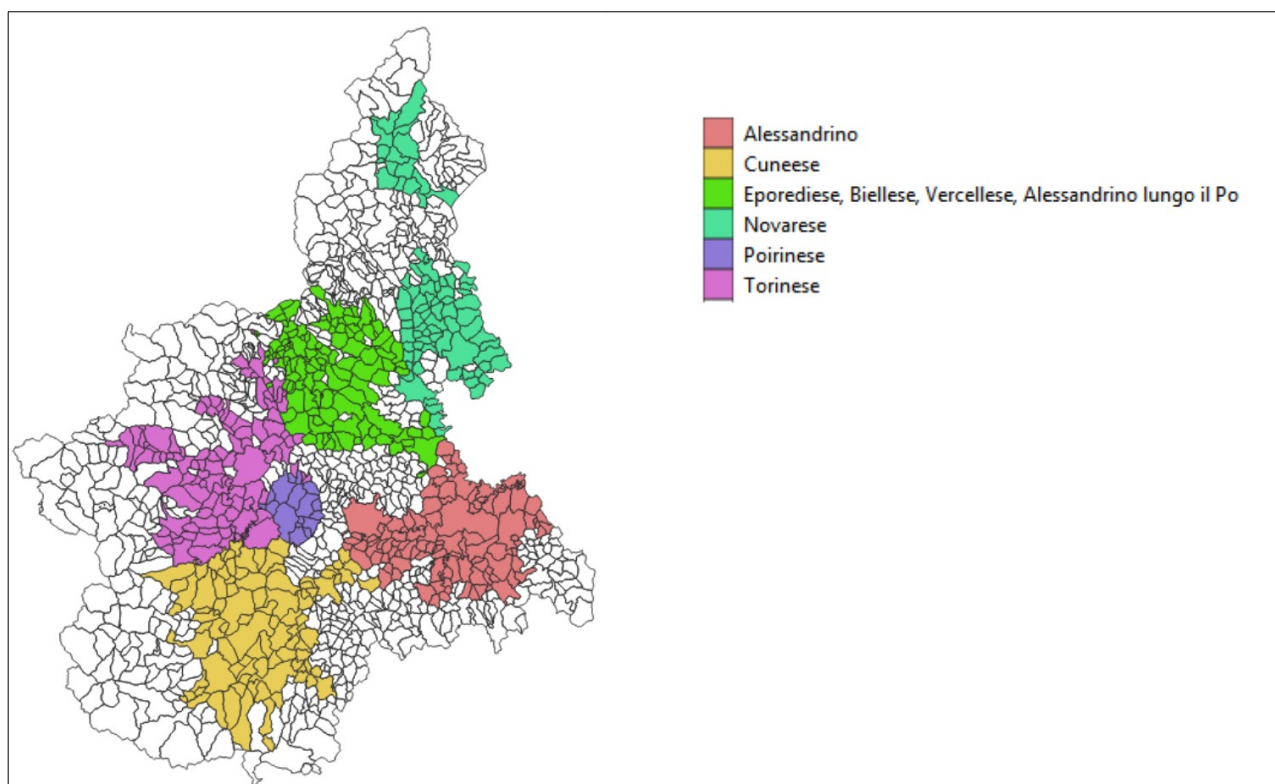 Alessandrino
Cuneese
Eporediese, Biellese, Vercellese, Alessandrino lungo il Po
Novarese
Poirinese
Torinese